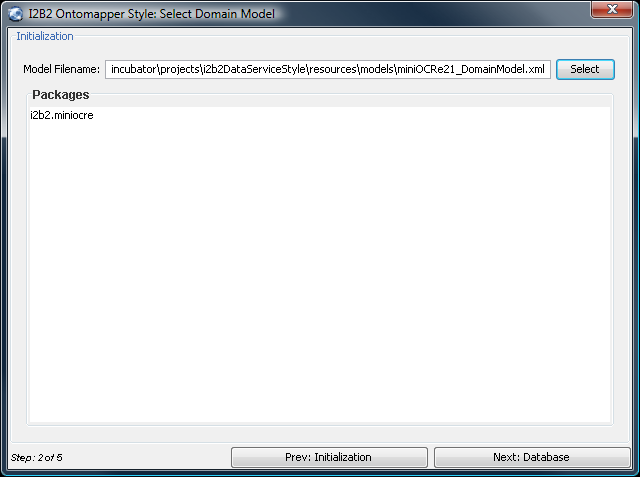 I2B2 Ontomapper Style: Select Domain Model
Initialization
Model Filename: incubator\projects\i2b2DataServiceStyle\resources\models\miniOCRe21_DomainModel.xml Select
Packages
i2b2.miniocre
Step: 2 of 5 Prev: Initialization Next: Database